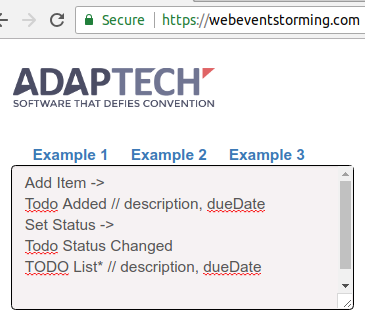 Secure https://webeventstorming.com
ADAPTECH
SOFTWARE THAT DEFIES CONVENTION
Example 1 Example 2 Example 3
Add Item ->
Todo Added // description, dueDate
Set Status ->
Todo Status Changed
TODO List* // description, dueDate